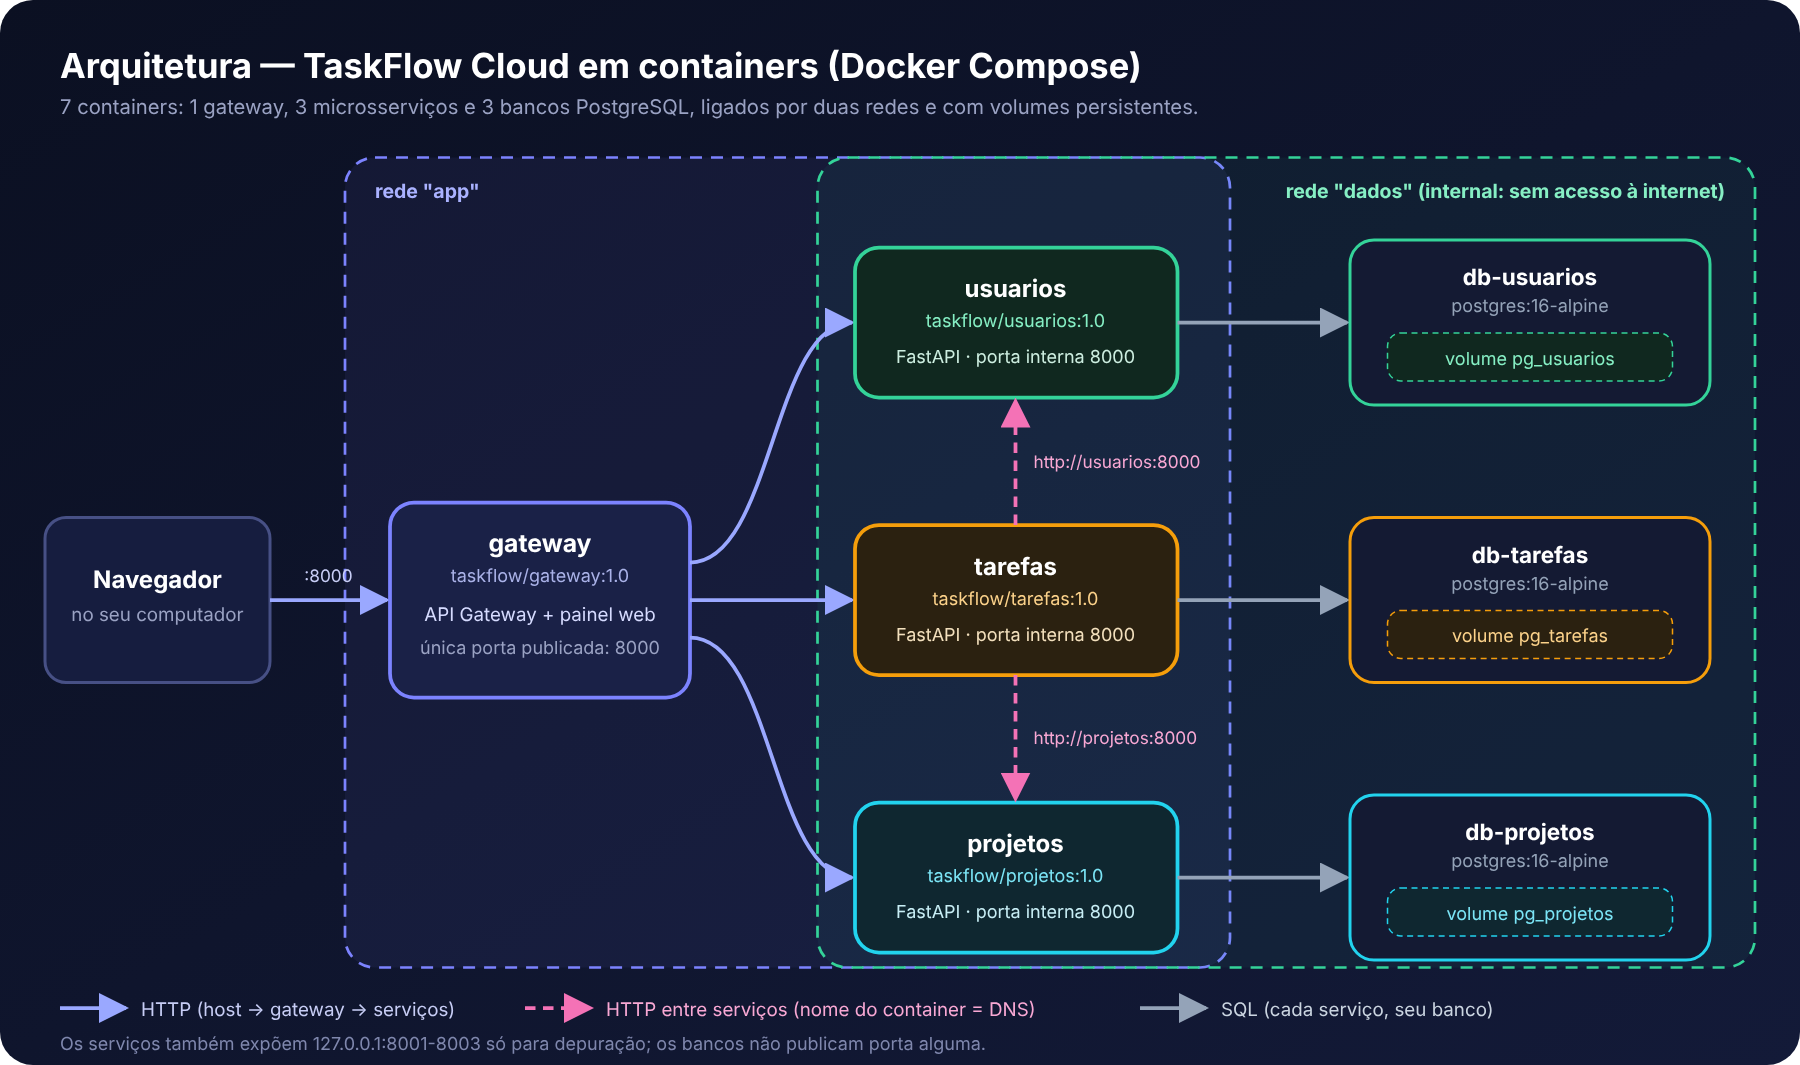 Arquitetura — TaskFlow Cloud em containers (Docker Compose)
7 containers: 1 gateway, 3 microsserviços e 3 bancos PostgreSQL, ligados por duas redes e com volumes persistentes.
rede "app"
rede "dados" (internal: sem acesso à internet)
usuarios
taskflow/usuarios:1.0
FastAPI · porta interna 8000
db-usuarios
postgres:16-alpine
volume pg_usuarios
http://usuarios:8000
Navegador
no seu computador
:8000
gateway
taskflow/gateway:1.0
API Gateway + painel web
única porta publicada: 8000
tarefas
taskflow/tarefas:1.0
FastAPI · porta interna 8000
db-tarefas
postgres:16-alpine
volume pg_tarefas
http://projetos:8000
projetos
taskflow/projetos:1.0
FastAPI · porta interna 8000
db-projetos
postgres:16-alpine
volume pg_projetos
HTTP (host → gateway → serviços)
HTTP entre serviços (nome do container = DNS)
SQL (cada serviço, seu banco)
Os serviços também expõem 127.0.0.1:8001-8003 só para depuração; os bancos não publicam porta alguma.